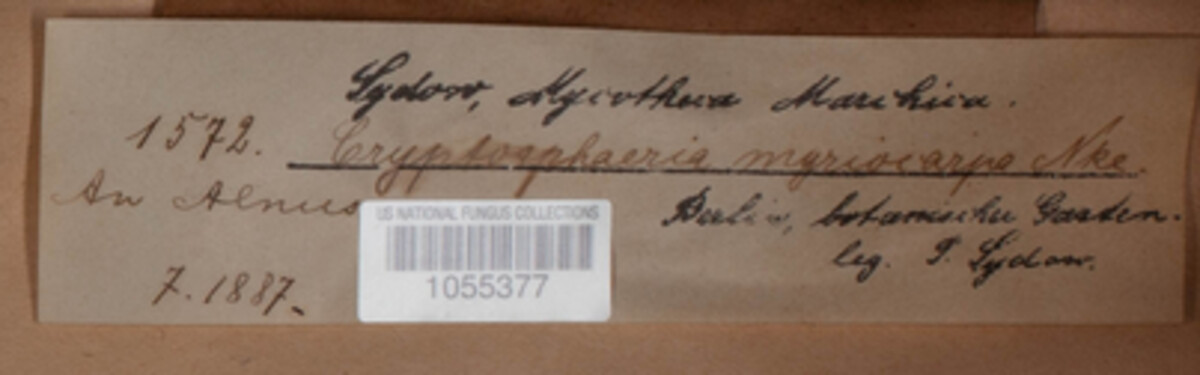 Sydow, Mycotheca Marchica.
1572. Cryptosphaeria myriocarpa Nke.
An Alnus
Berlin, botanischer Garten.
leg. P. Sydow.
7. 1887.
US NATIONAL FUNGUS COLLECTIONS
1055377